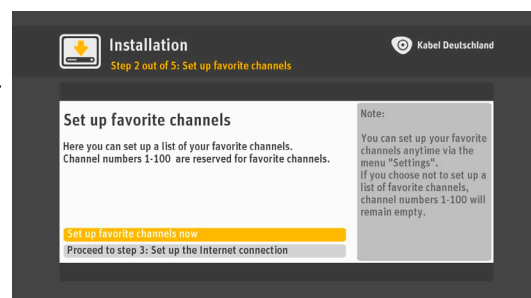 Installation
Step 2 out of 5: Set up favorite channels
Kabel Deutschland
Set up favorite channels
Here you can set up a list of your favorite channels.
Channel numbers 1-100 are reserved for favorite channels.
Set up favorite channels now
Proceed to step 3: Set up the Internet connection
Note:
You can set up your favorite
channels anytime via the
menu "Settings".
If you choose not to set up a
list of favorite channels,
channel numbers 1-100 will
remain empty.